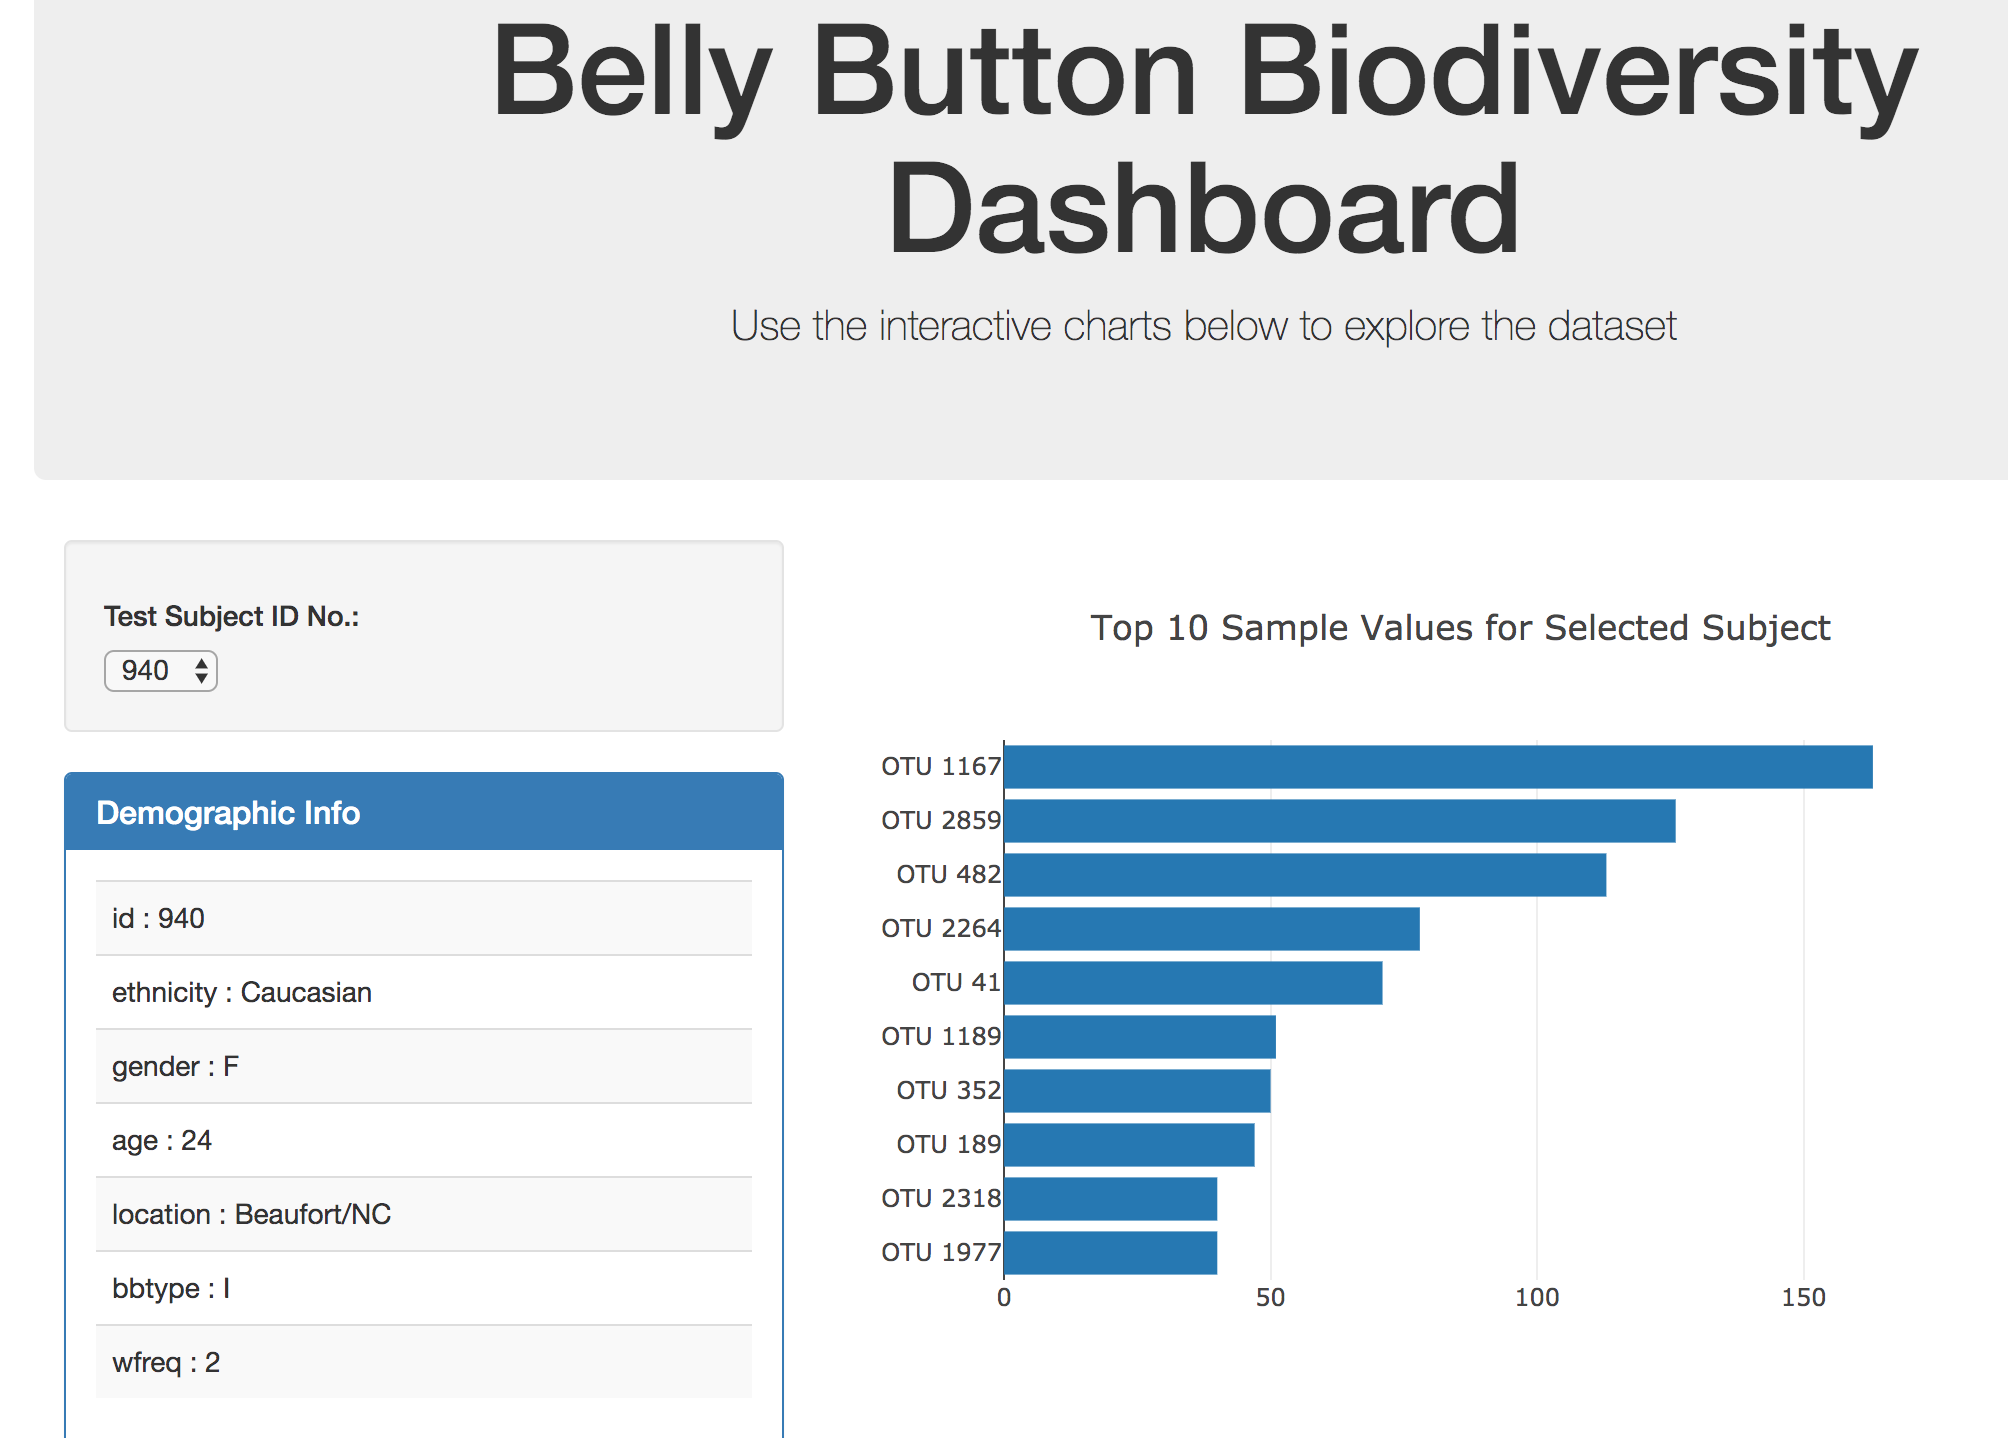 Belly Button Biodiversity
Dashboard
Use the interactive charts below to explore the dataset
Test Subject ID No.:
940
Demographic Info
id : 940
ethnicity : Caucasian
gender : F
age : 24
location : Beaufort/NC
bbtype : I
wfreq : 2
Top 10 Sample Values for Selected Subject
OTU 1167
OTU 2859
OTU 482
OTU 2264
OTU 41
OTU 1189
OTU 352
OTU 189
OTU 2318
OTU 1977
0 50 100 150